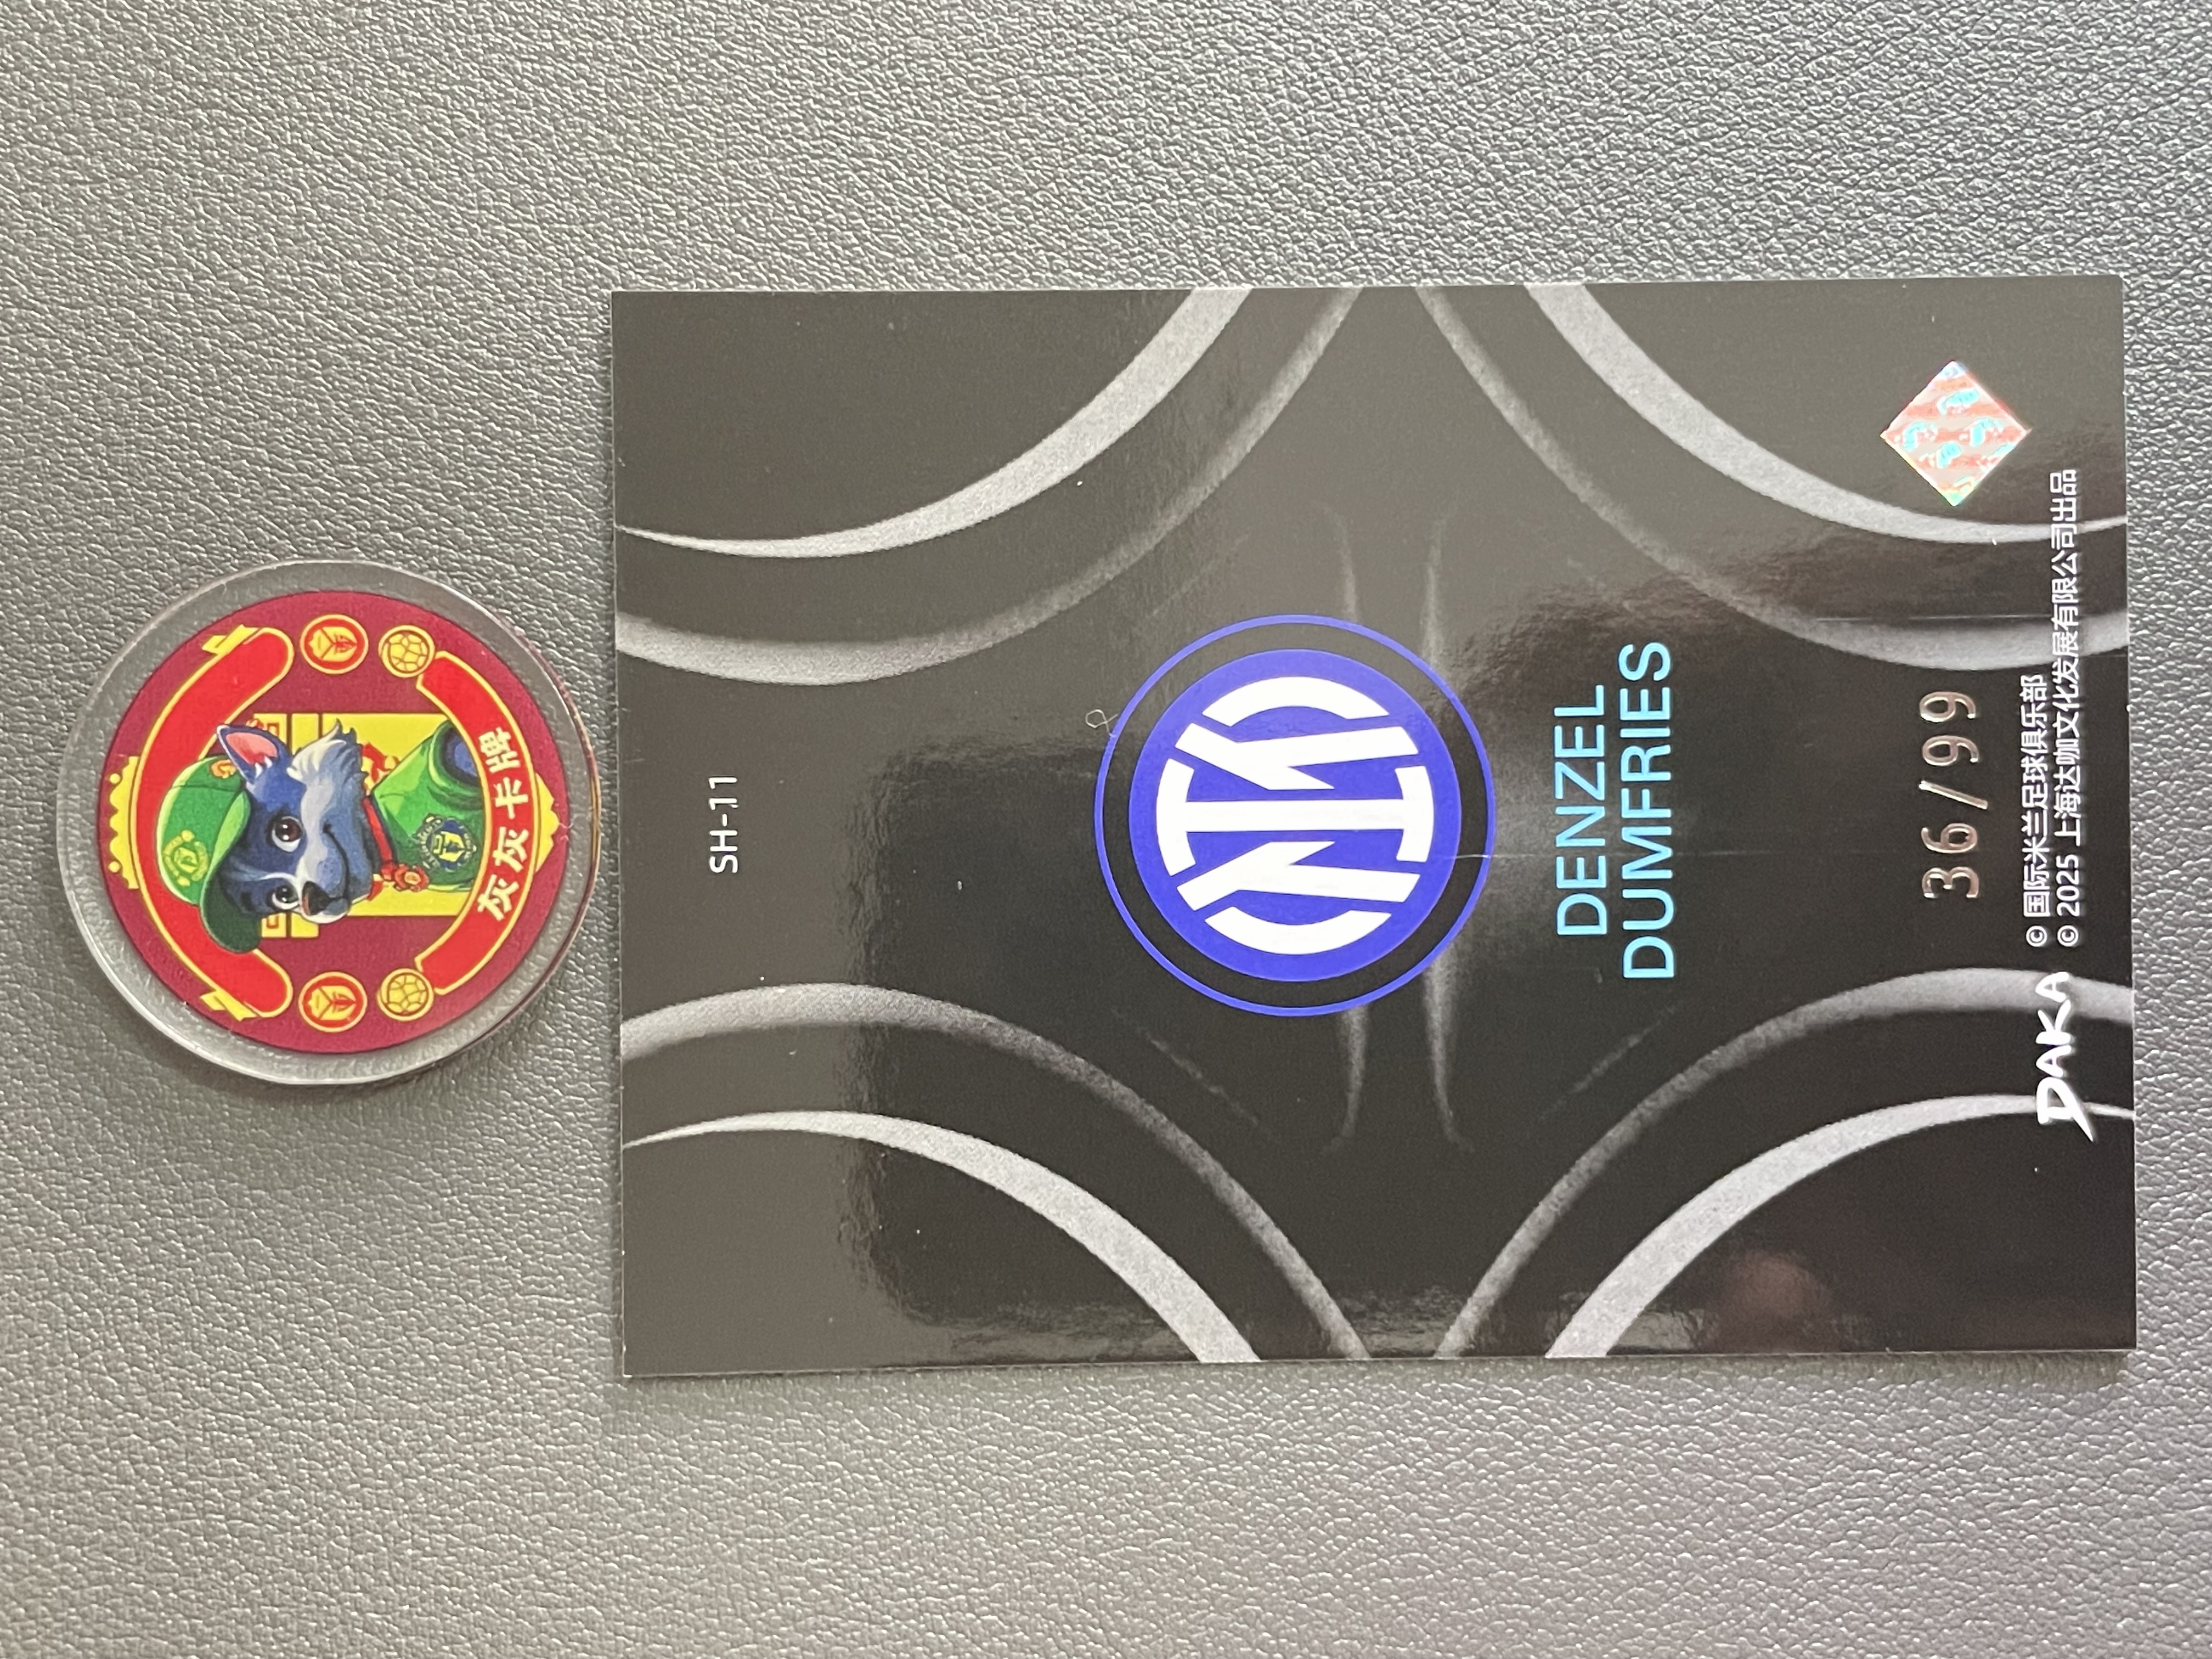 灰灰卡牌
SH-11
DENZEL
DUMFRIES
36/99
© 国际米兰足球俱乐部
© 2025 上海达咖文化发展有限公司出品
DAKA